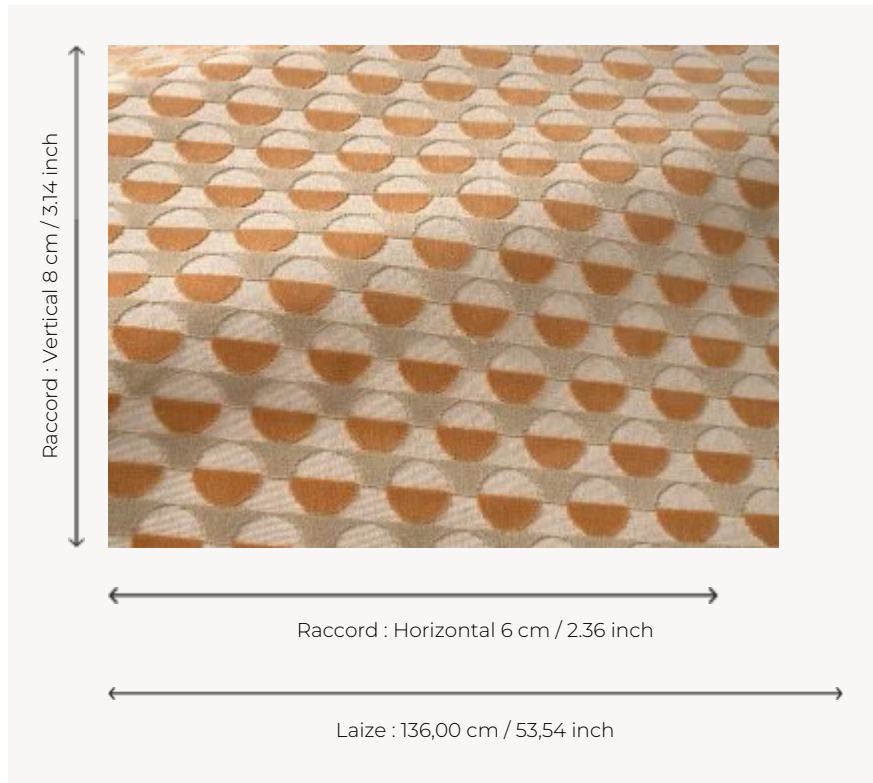 Raccord : Vertical 8 cm / 3.14 inch
Raccord : Horizontal 6 cm / 2.36 inch
Laize : 136,00 cm / 53,54 inch